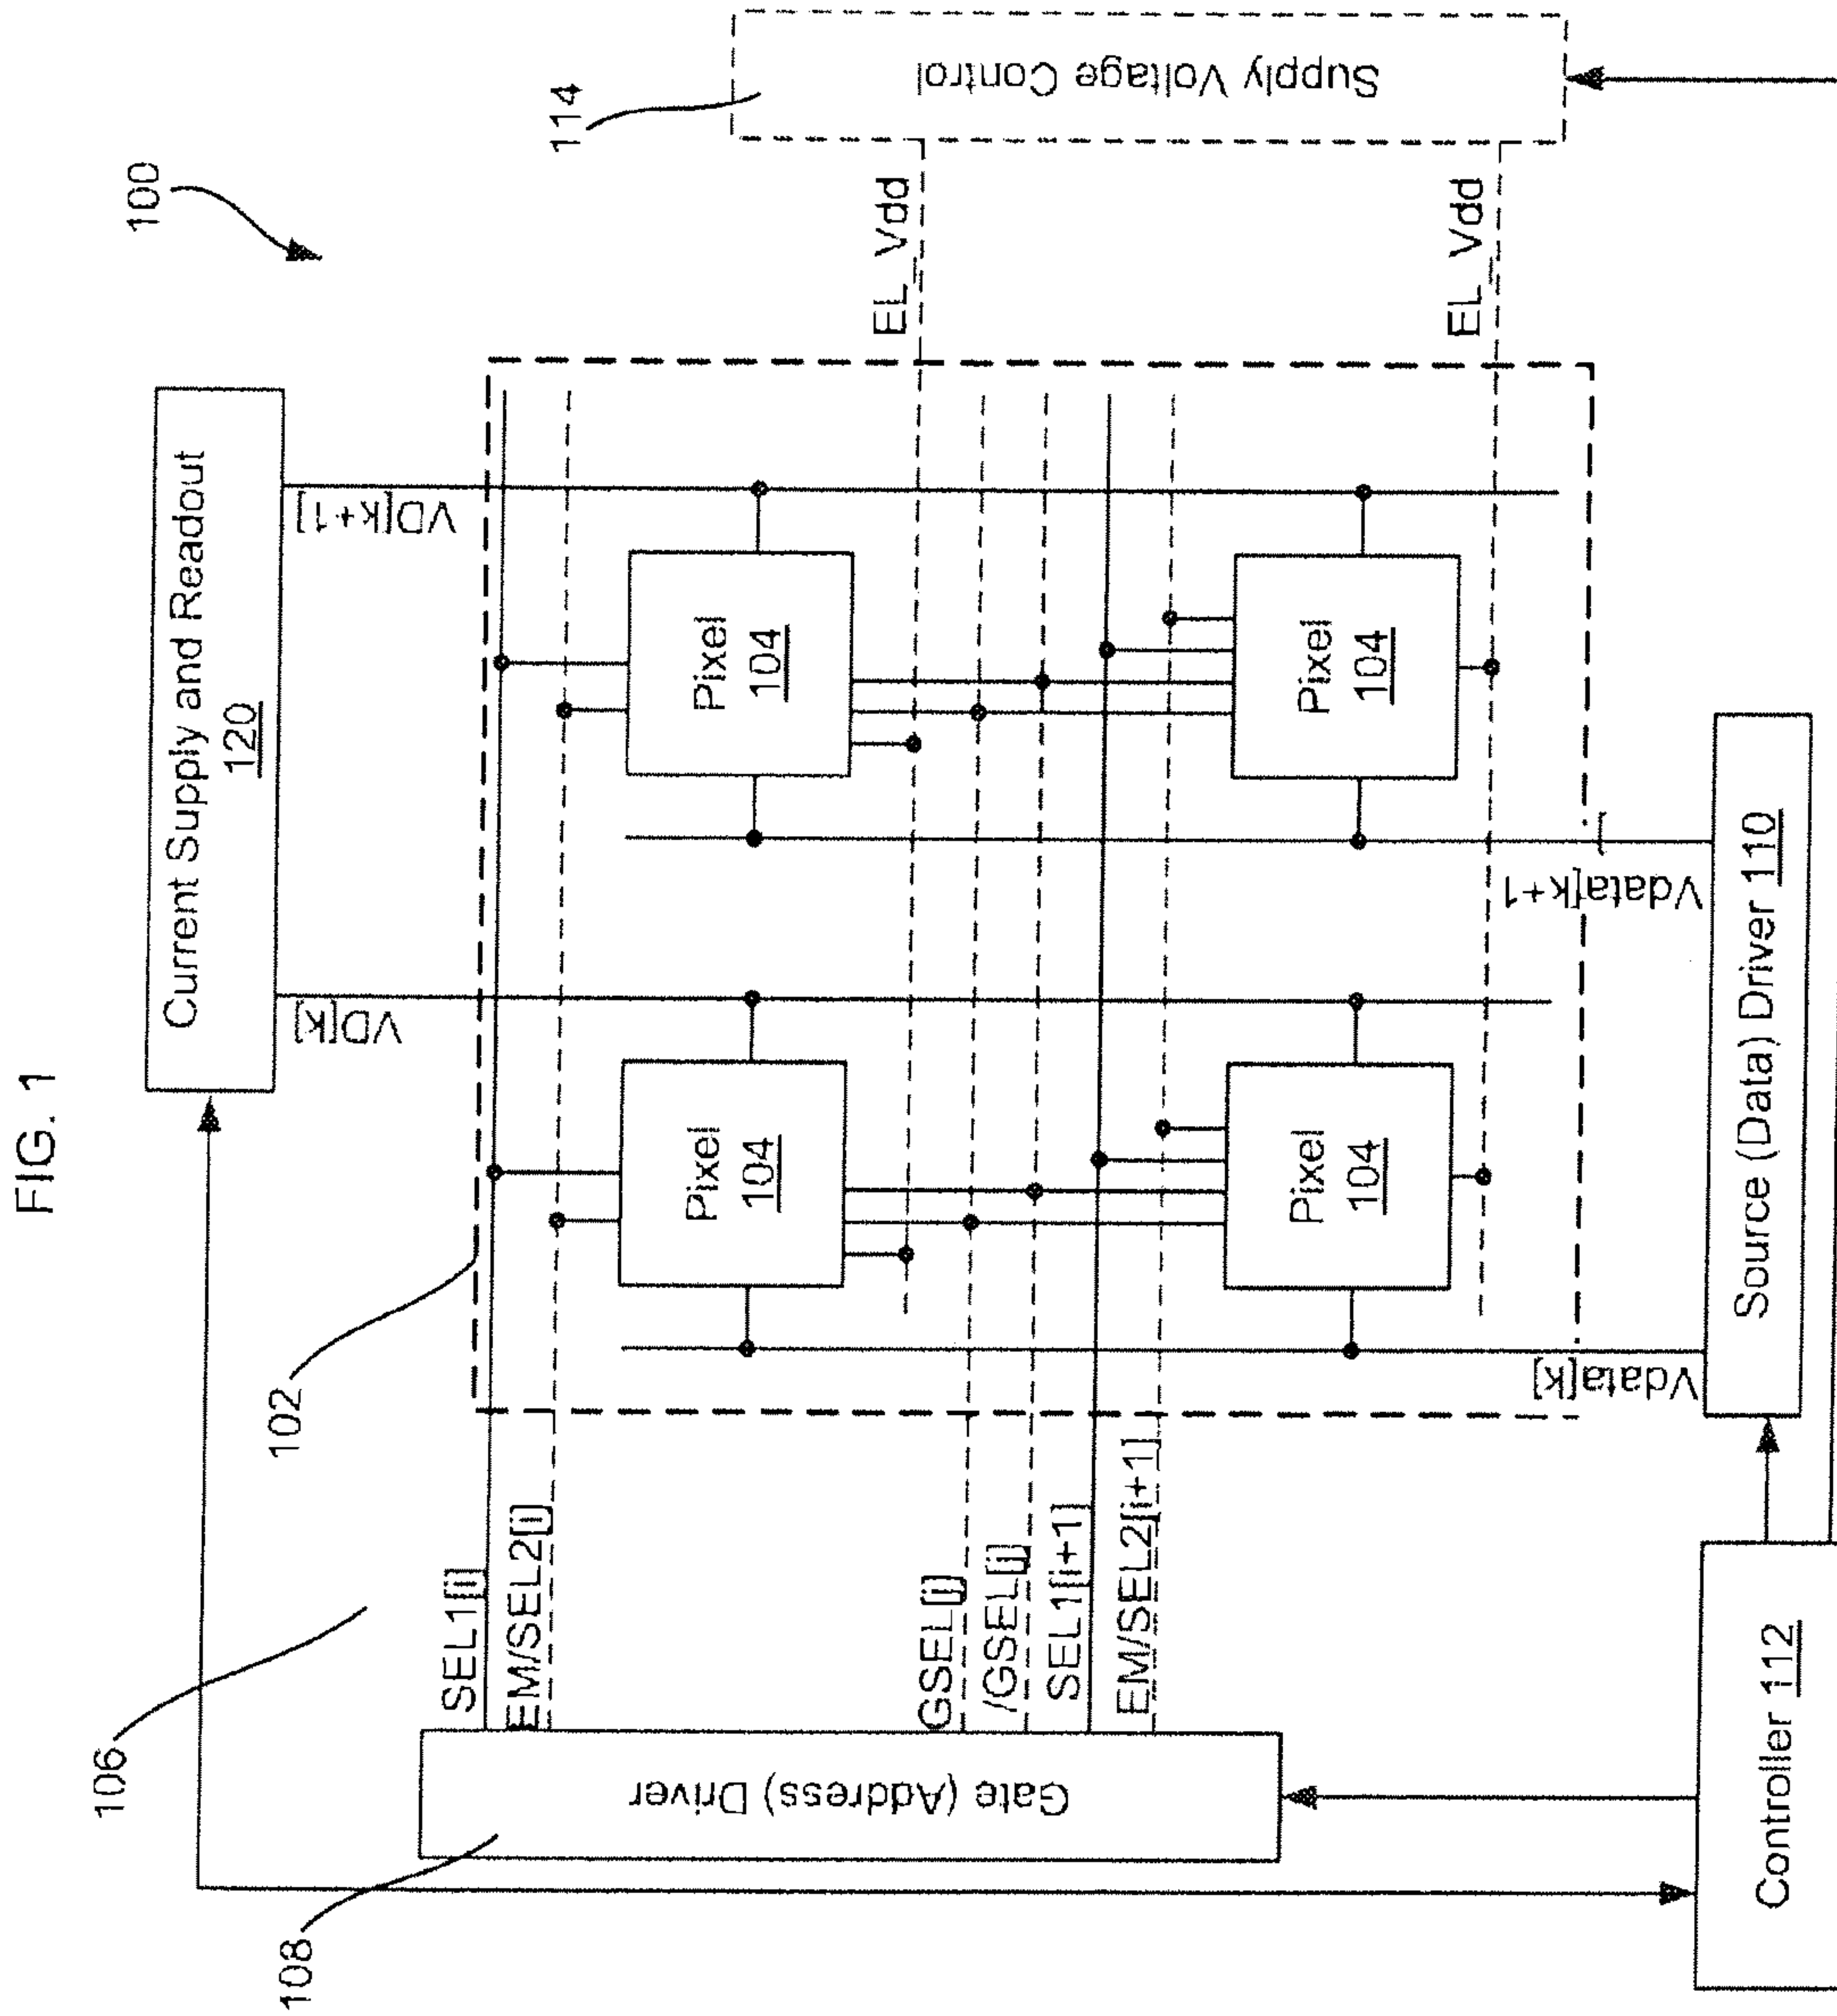 FIG. 1
100
Current Supply and Readout
120
VD[k]
VD[k+1]
102
106
108
114
SEL1[i]
EM/SEL2[i]
Pixel
104
Pixel
104
EL_Vdd
GSEL[j]
/GSEL[j]
SEL1[i+1]
EM/SEL2[i+1]
Pixel
104
Pixel
104
EL_Vdd
Gate (Address) Driver
Supply Voltage Control
Vdata[k]
Vdata[k+1
Source (Data) Driver 110
Controller 112